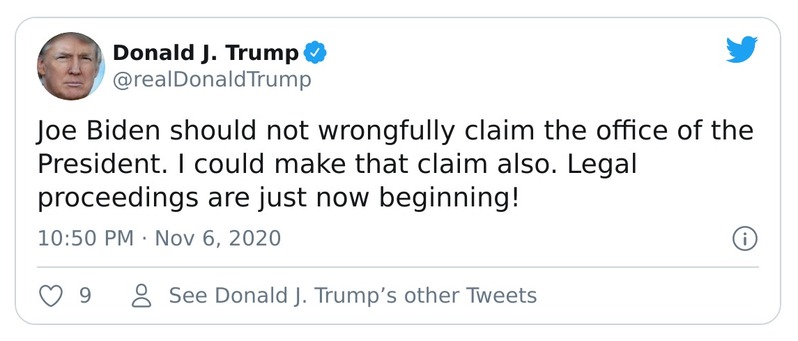 Donald J. Trump
@realDonaldTrump
Joe Biden should not wrongfully claim the office of the
President. I could make that claim also. Legal
proceedings are just now beginning!
10:50 PM · Nov 6, 2020
9 See Donald J. Trump’s other Tweets